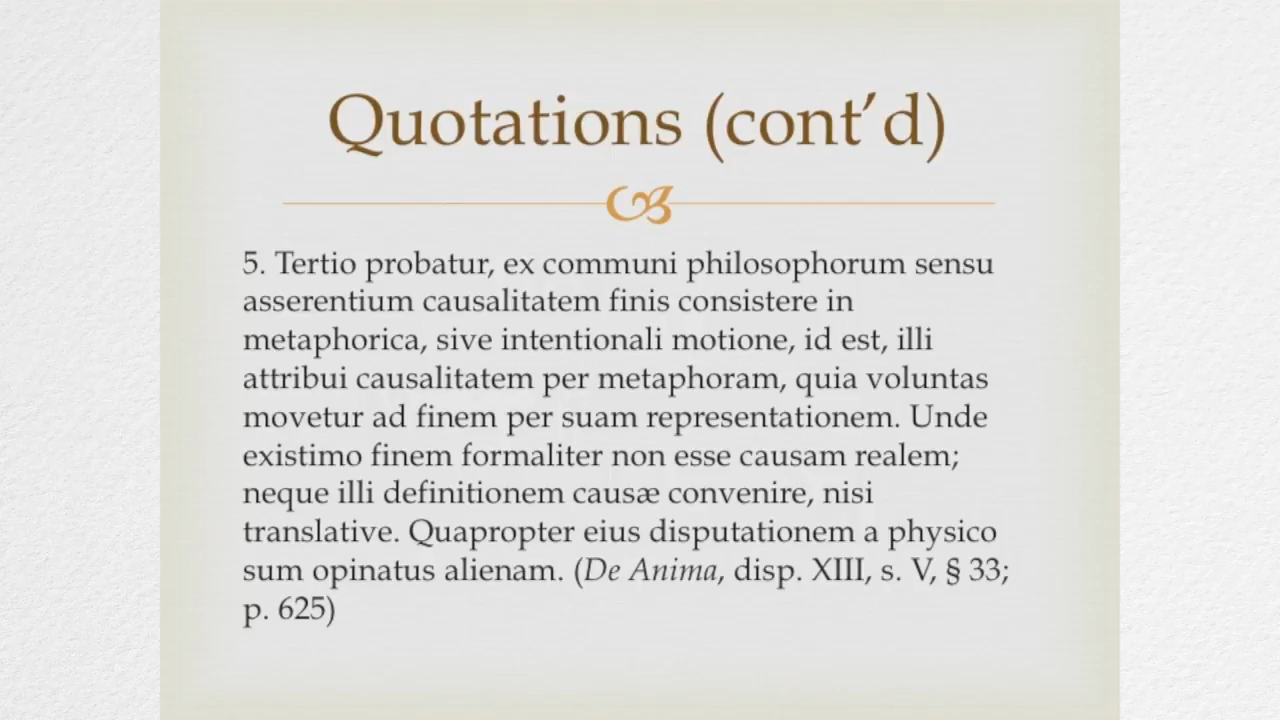 Quotations (cont’d)
5. Tertio probatur, ex communi philosophorum sensu
asserentium causalitatem finis consistere in
metaphorica, sive intentionali motione, id est, illi
attribui causalitatem per metaphoram, quia voluntas
movetur ad finem per suam representationem. Unde
existimo finem formaliter non esse causam realem;
neque illi definitionem causæ convenire, nisi
translative. Quapropter eius disputationem a physico
sum opinatus alienam. (De Anima, disp. XIII, s. V, § 33;
p. 625)